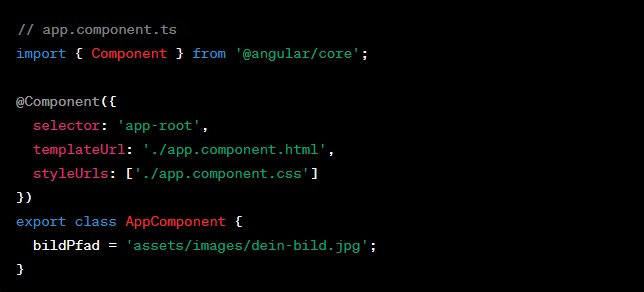 // app.component.ts
import { Component } from '@angular/core';

@Component({
  selector: 'app-root',
  templateUrl: './app.component.html',
  styleUrls: ['./app.component.css']
})
export class AppComponent {
  bildPfad = 'assets/images/dein-bild.jpg';
}